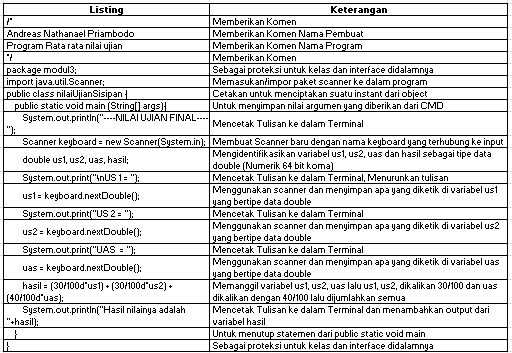 Listing Keterangan
/* Memberikan Komen
Andreas Nathanael Priambodo Memberikan Komen Nama Pembuat
Program Rata rata nilai ujian Memberikan Komen Nama Program
*/ Memberikan Komen
package modul3; Sebagai proteksi untuk kelas dan interface didalamnya
import java.util.Scanner; Memasukan/impor paket scanner ke dalam program
public class nilaiUjianSisipan { Cetakan untuk menciptakan suatu instant dari object
public static void main (String[] args){ Untuk menyimpan nilai argumen yang diberikan dari CMD
System.out.println("----NILAI UJIAN FINAL----
"); Mencetak Tulisan ke dalam Terminal
Scanner keyboard = new Scanner(System.in); Membuat Scanner baru dengan nama keyboard yang terhubung ke input
double us1, us2, uas, hasil; Mengidentifikasikan variabel us1, us2, uas dan hasil sebagai tipe data
double (Numerik 64 bit koma)
System.out.print("\nUS 1 = "); Mencetak Tulisan ke dalam Terminal, Menurunkan tulisan
us1 = keyboard.nextDouble(); Menggunakan scanner dan menyimpan apa yang diketik di variabel us1
yang bertipe data double
System.out.print("US 2 = "); Mencetak Tulisan ke dalam Terminal
us2 = keyboard.nextDouble(); Menggunakan scanner dan menyimpan apa yang diketik di variabel us2
yang bertipe data double
System.out.print("UAS  = "); Mencetak Tulisan ke dalam Terminal
uas = keyboard.nextDouble(); Menggunakan scanner dan menyimpan apa yang diketik di variabel uas
yang bertipe data double
hasil = (30/100d*us1) + (30/100d*us2) +
(40/100d*uas); Memanggil variabel us1, us2, uas lalu us1, us2, dikalikan 30/100 dan uas
dikalikan dengan 40/100 lalu dijumlahkan semua
System.out.println("Hasil nilainya adalah
"+hasil); Mencetak Tulisan ke dalam Terminal dan menambahkan output dari
variabel hasil
} Untuk menutup statemen dari public static void main
} Sebagai proteksi untuk kelas dan interface didalamnya